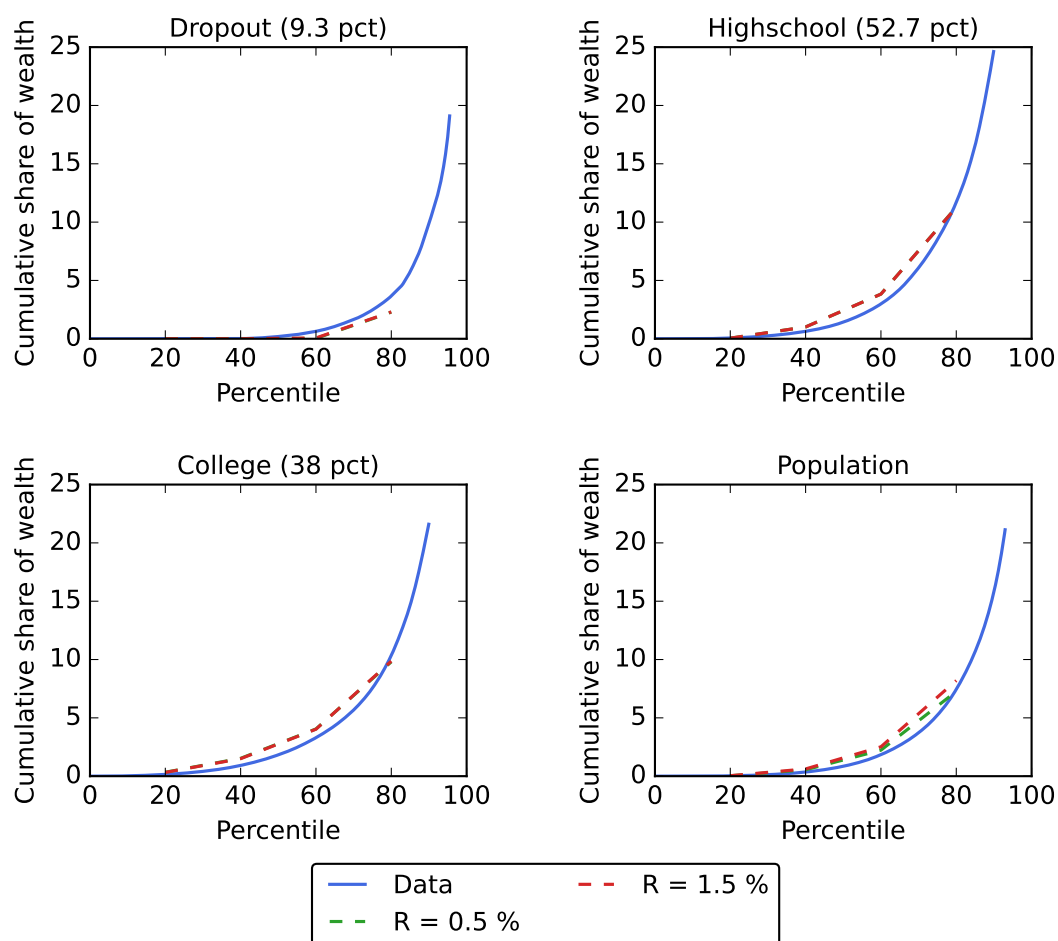 Dropout (9.3 pct)
Cumulative share of wealth
25
20
15
10
5
0
0 20 40 60 80 100
Percentile
Highschool (52.7 pct)
Cumulative share of wealth
25
20
15
10
5
0
0 20 40 60 80 100
Percentile
College (38 pct)
Cumulative share of wealth
25
20
15
10
5
0
0 20 40 60 80 100
Percentile
Population
Cumulative share of wealth
25
20
15
10
5
0
0 20 40 60 80 100
Percentile
Data
R = 0.5 %
R = 1.5 %